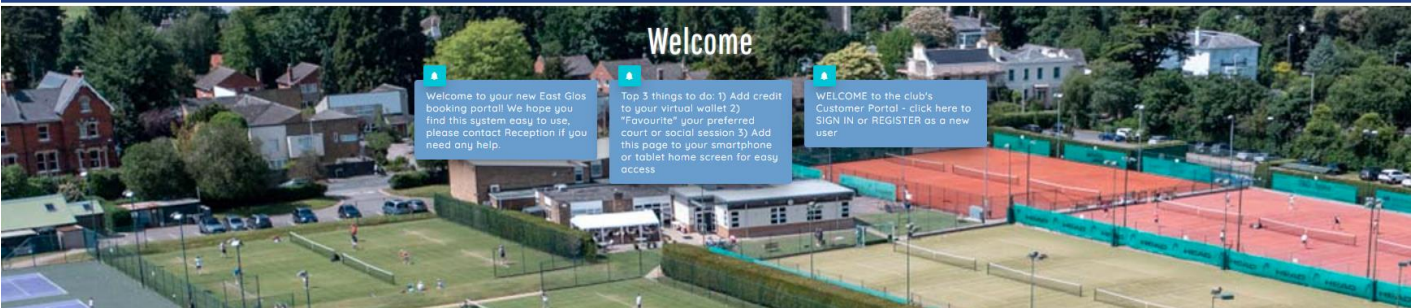 Welcome
Welcome to your new East Glos
booking portal! We hope you
find this system easy to use,
please contact Reception if you
need any help.
Top 3 things to do: 1) Add credit
to your virtual wallet 2)
"Favourite" your preferred
court or social session 3) Add
this page to your smartphone
or tablet home screen for easy
access
WELCOME to the club's
Customer Portal - click here to
SIGN IN or REGISTER as a new
user
HEAD
HEAD
HEAD
HEAD